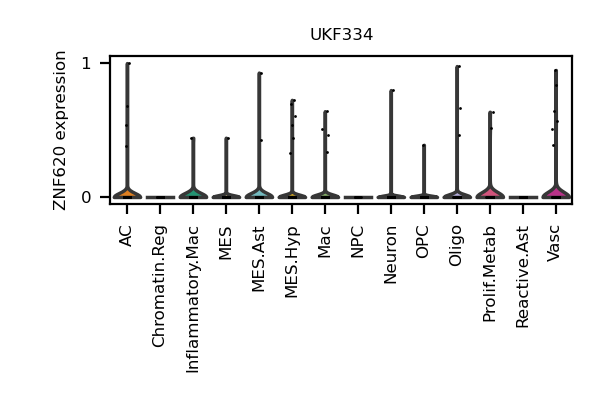 UKF334
ZNF620 expression
1
0
AC
Chromatin.Reg
Inflammatory.Mac
MES
MES.Ast
MES.Hyp
Mac
NPC
Neuron
OPC
Oligo
Prolif.Metab
Reactive.Ast
Vasc